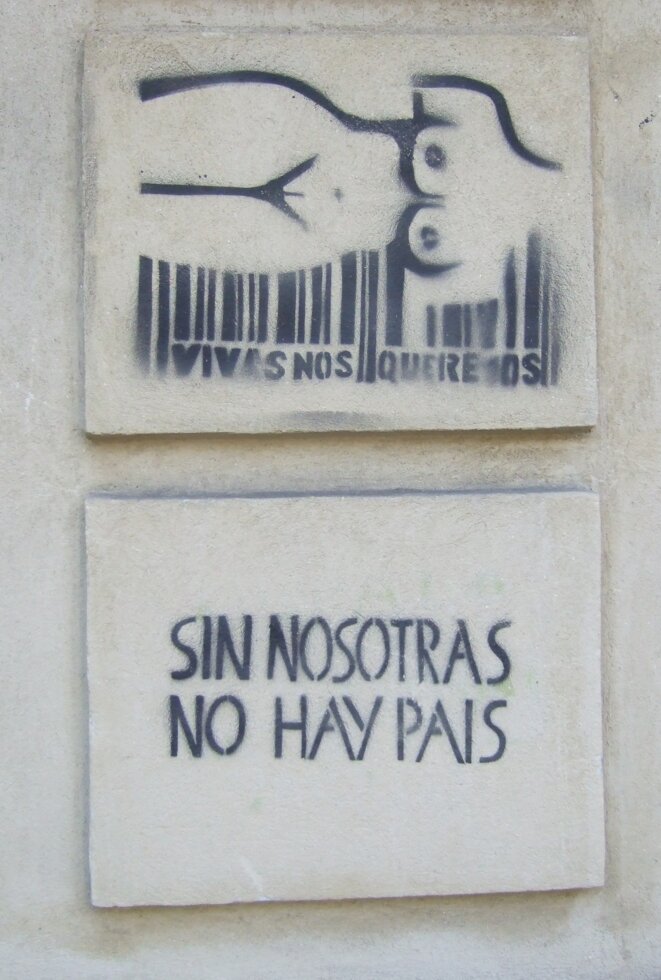 VIVAS NOS QUEREMOS
SIN NOSOTRAS
NO HAY PAIS